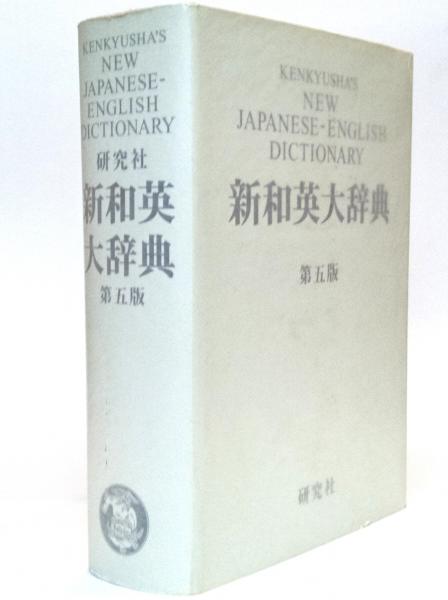 KENKYUSHA'S
NEW
JAPANESE-
ENGLISH
DICTIONARY
研究社
新和英
大辞典
第五版
KENKYUSHA'S
NEW
JAPANESE-ENGLISH
DICTIONARY
新和英大辞典
第五版
研究社